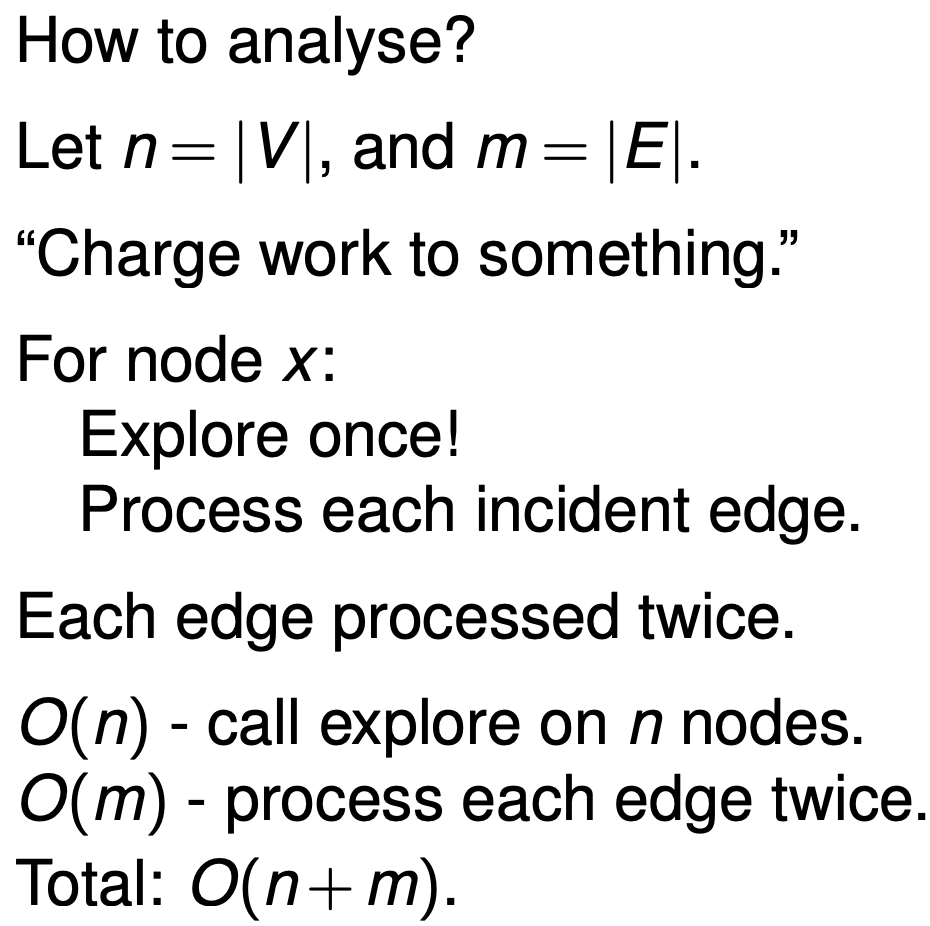 How to analyse?
Let n = |V|, and m = |E|.
“Charge work to something.”
For node x:
Explore once!
Process each incident edge.
Each edge processed twice.
O(n) - call explore on n nodes.
O(m) - process each edge twice.
Total: O(n+m).